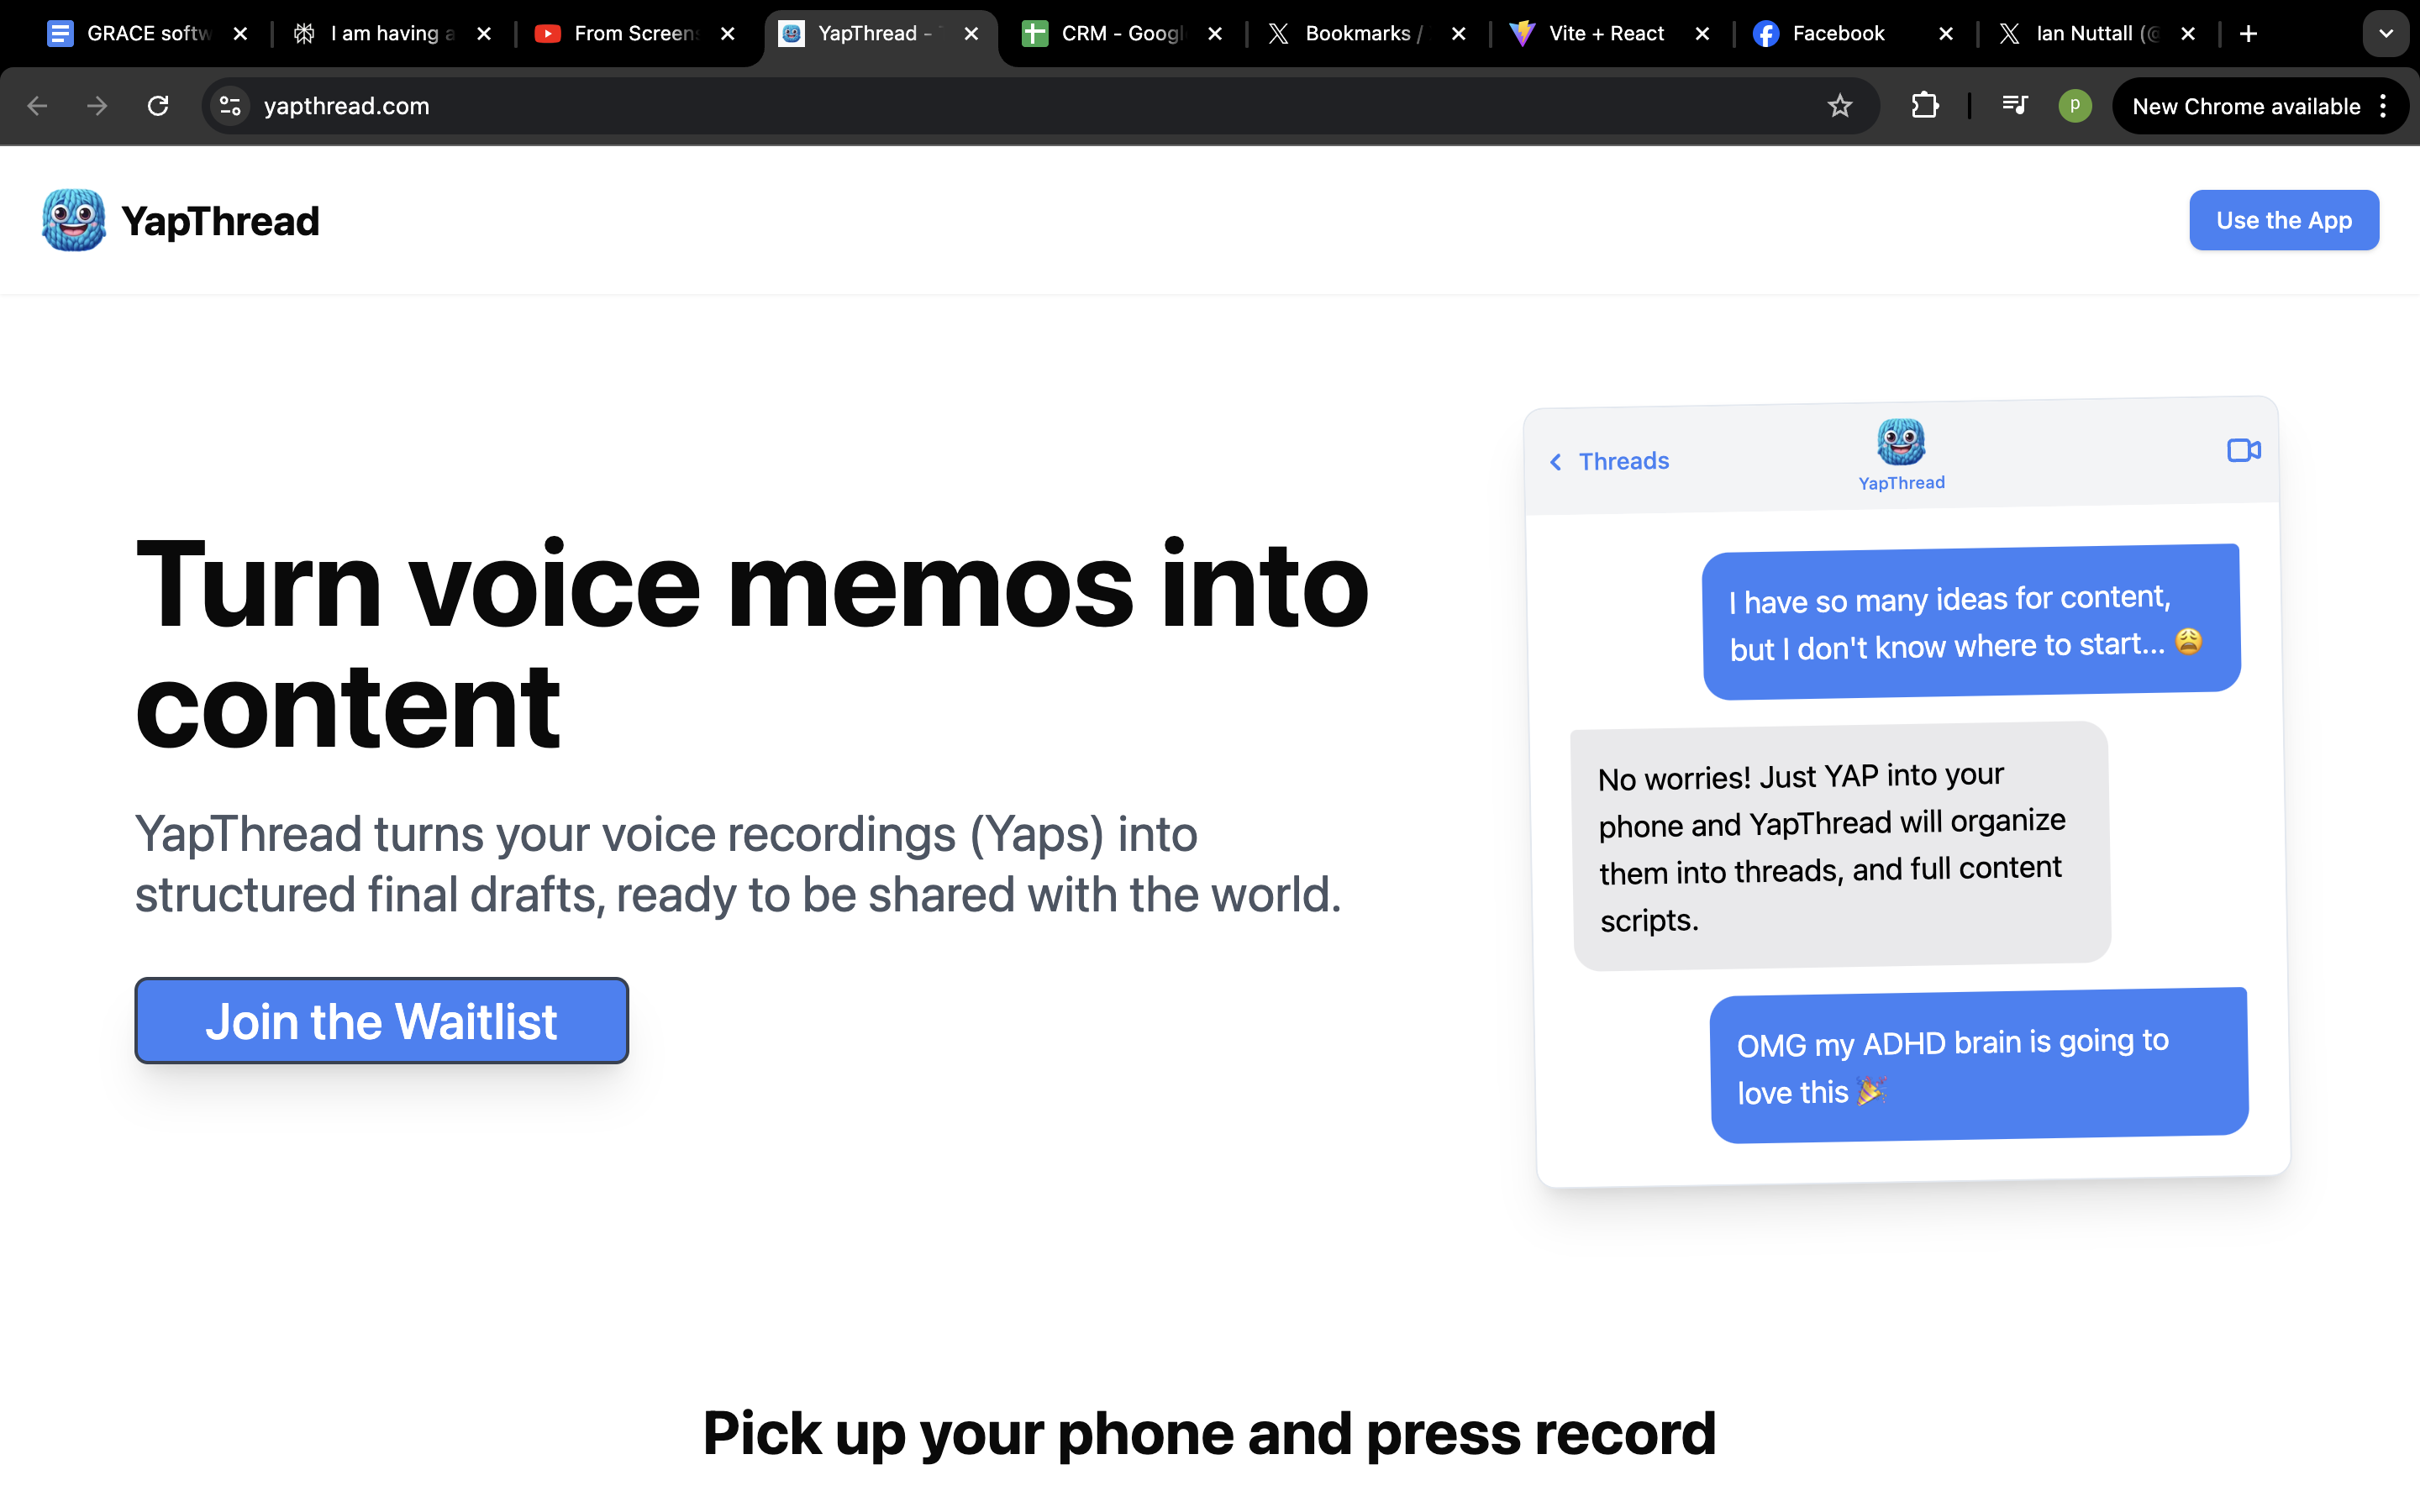 GRACE softw
I am having a
From Screen
YapThread -
CRM - Googl
Bookmarks /
Vite + React
Facebook
Ian Nuttall (@
yapthread.com
P
New Chrome available
YapThread
Use the App
Turn voice memos into
content
YapThread turns your voice recordings (Yaps) into
structured final drafts, ready to be shared with the world.
Join the Waitlist
Threads
YapThread
I have so many ideas for content,
but I don't know where to start... 😩
No worries! Just YAP into your
phone and YapThread will organize
them into threads, and full content
scripts.
OMG my ADHD brain is going to
love this 🎉
Pick up your phone and press record